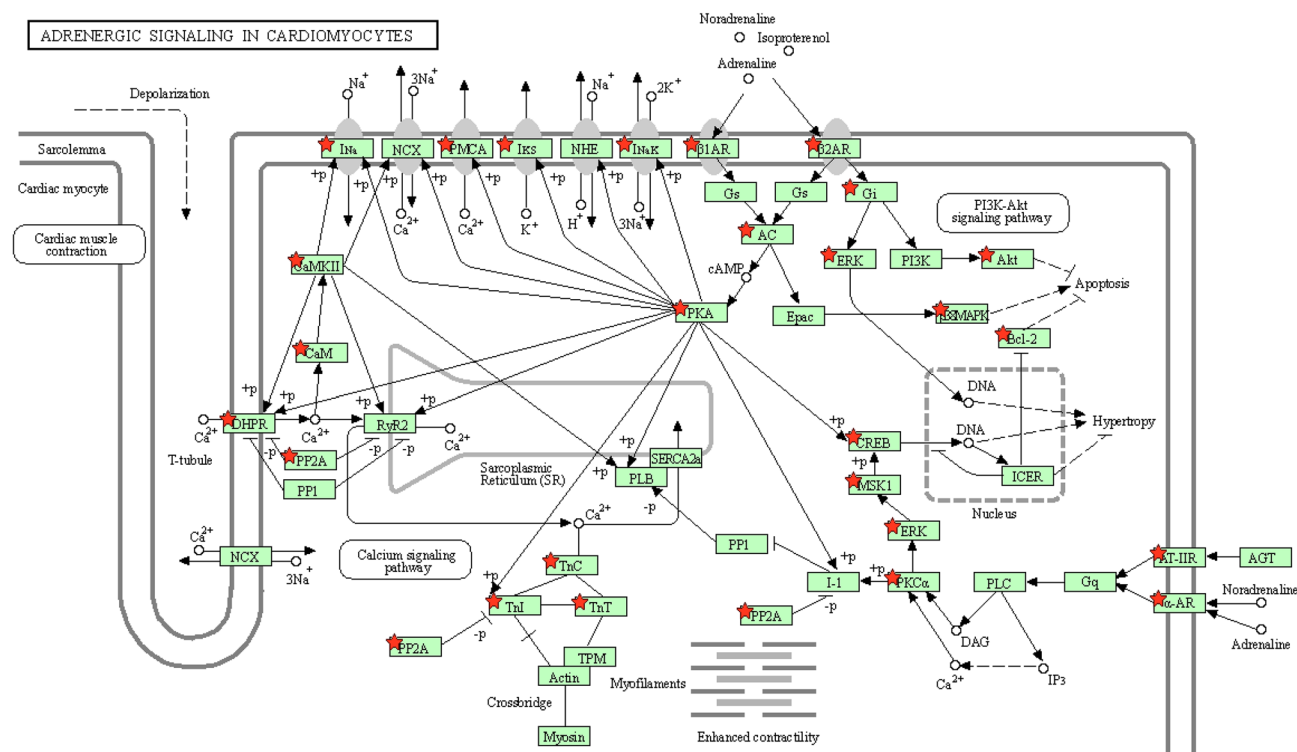 ADRENERGIC SIGNALING IN CARDIOMYOCYTES
Noradrenaline
Isoproterenol
Adrenaline
Depolarization
Na+
3Na+
Na+
2K+
Sarcolemma
INa
NCX
PMCA
IKs
NHE
INaK
β1AR
β2AR
+p
+p
+p
+p
+p
+p
+p
+p
Cardiac myocyte
Gs
Gs
Gi
PI3K-Akt
signaling pathway
Ca2+
Ca2+
K+
H+
3Na+
Cardiac muscle
contraction
AC
CaMKII
cAMP
ERK
PI3K
Akt
Apoptosis
PKA
Epac
p38MAPK
Bcl-2
CaM
DNA
+p
+p
+p
+p
+p
Ca2+
DHPR
Ca2+
RyR2
Ca2+
Hypertropy
T-tubule
-p
-p
-p
PP2A
PP1
+p
+p
SERCA2a
PLB
-p
Sarcoplasmic
Reticulum (SR)
+p
CREB
DNA
+p
MSK1
ICER
Nucleus
Ca2+
Ca2+
NCX
3Na+
ERK
PP1
Calcium signaling
pathway
TnC
+p
TnI
TnT
+p
I-1
+p
PKCα
PLC
Gq
AT-IIR
AGT
α-AR
Noradrenaline
Adrenaline
PP2A
-p
PP2A
-p
DAG
Ca2+
IP3
TPM
Actin
Myofilaments
Crossbridge
Myosin
Enhanced contractility